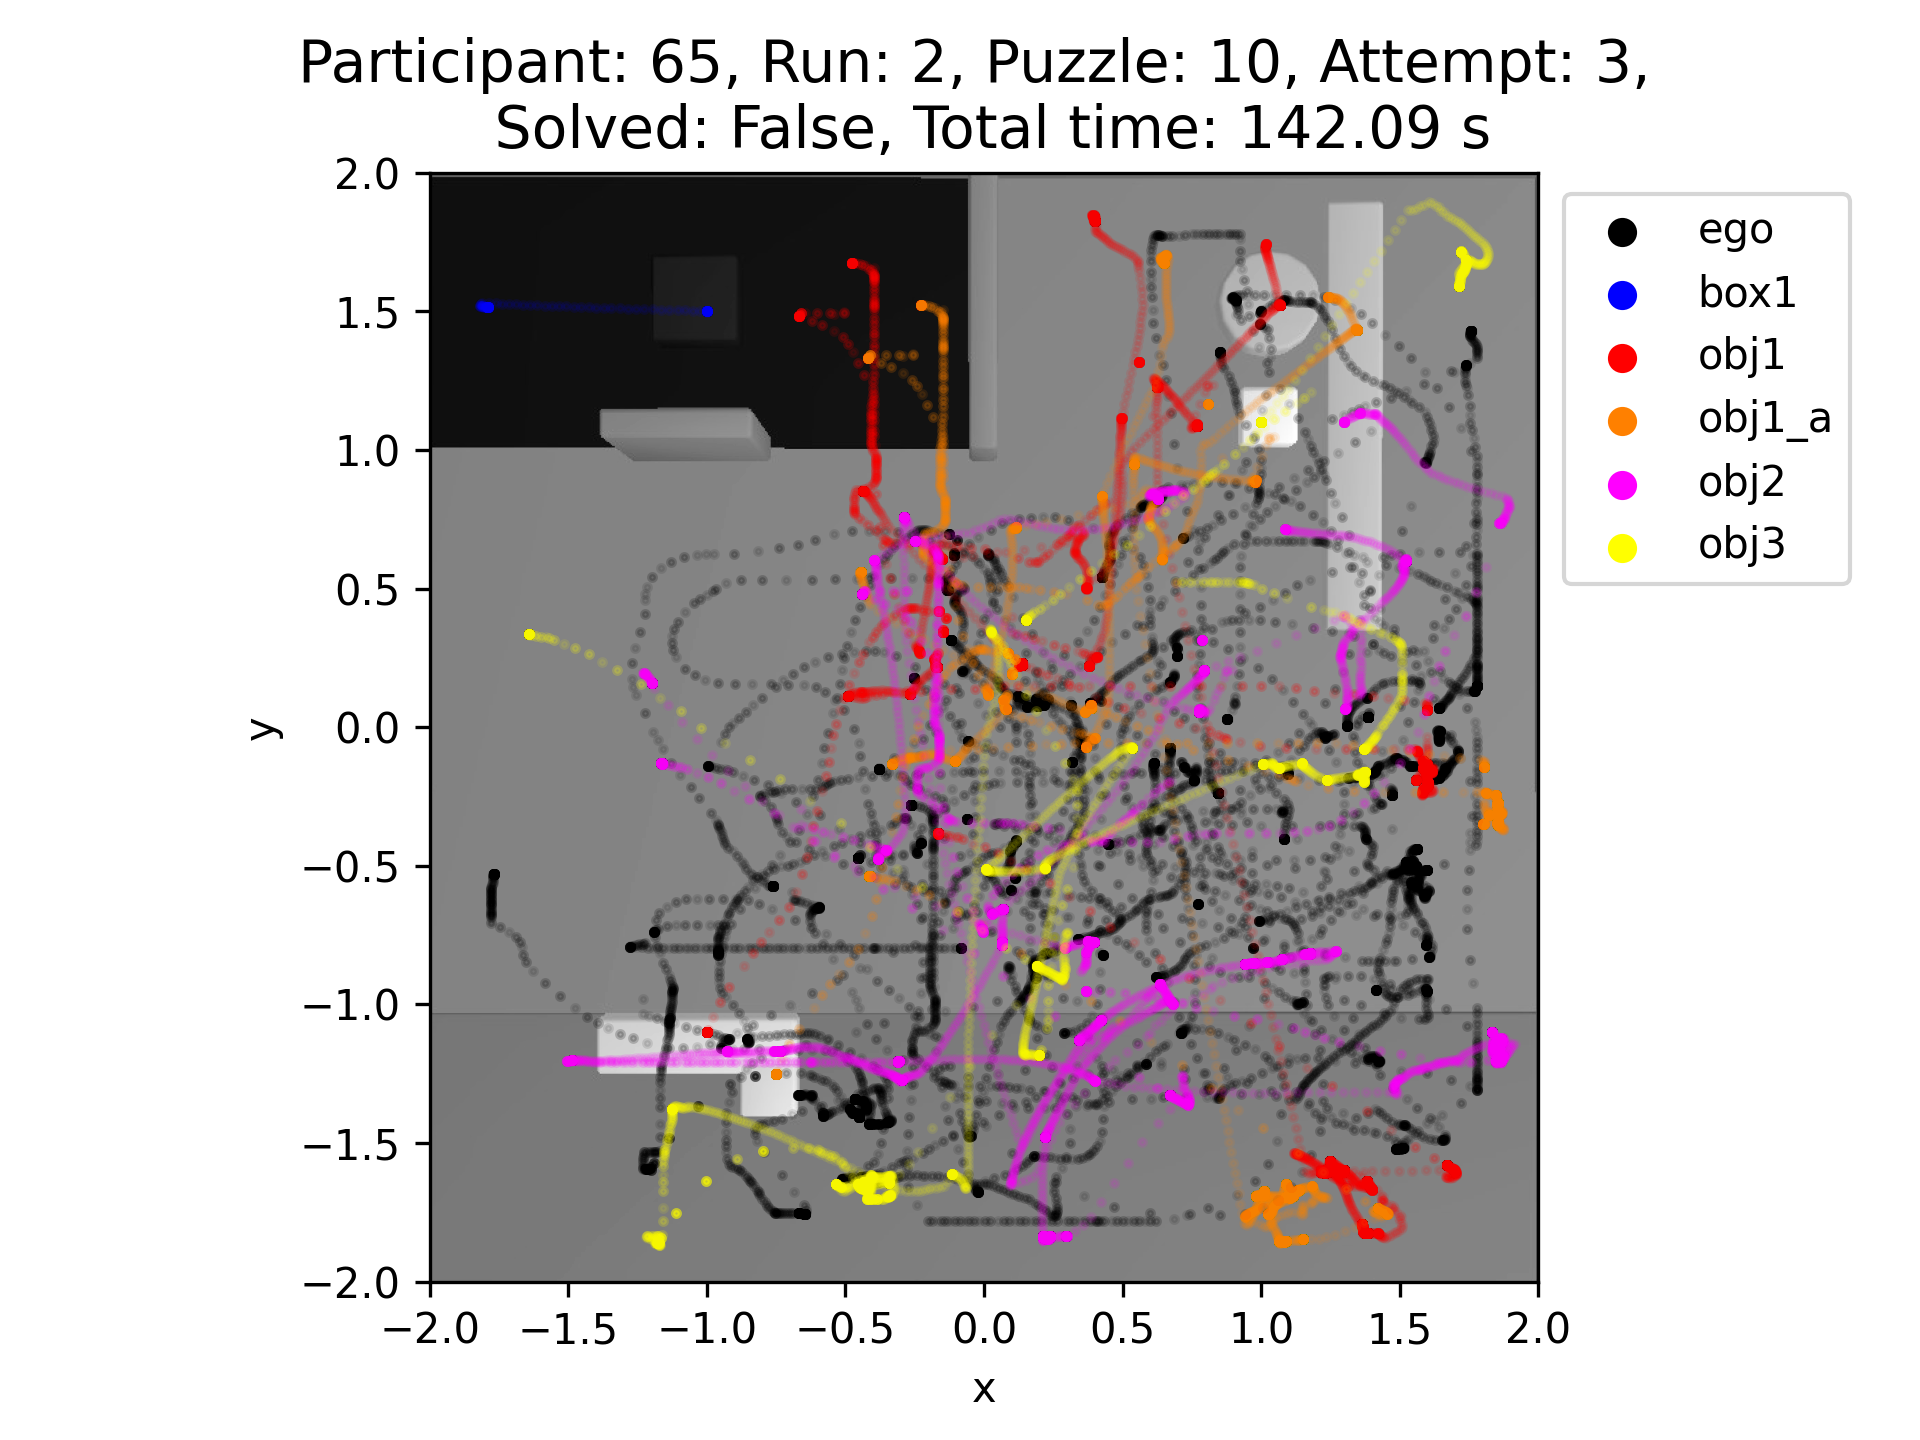 Participant: 65, Run: 2, Puzzle: 10, Attempt: 3,
Solved: False, Total time: 142.09 s
ego
box1
obj1
obj1_a
obj2
obj3
2.0
1.5
1.0
0.5
0.0
−0.5
−1.0
−1.5
−2.0
y
−2.0 −1.5 −1.0 −0.5 0.0 0.5 1.0 1.5 2.0
x